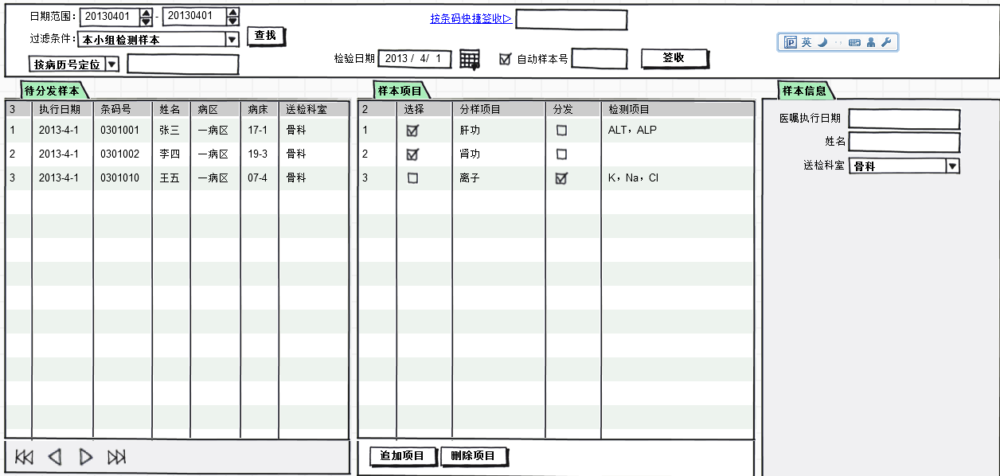 日期范围: 20130401 - 20130401
过滤条件: 本小组检测样本
查找
按病历号定位
按条码快捷签收▷
检验日期 2013 / 4/ 1
自动样本号
签收
英
待分发样本
3 执行日期 条码号 姓名 病区 病床 送检科室
1 2013-4-1 0301001 张三 一病区 17-1 骨科
2 2013-4-1 0301002 李四 一病区 19-3 骨科
3 2013-4-1 0301010 王五 一病区 07-4 骨科
样本项目
2 选择 分样项目 分发 检测项目
1 肝功 ALT，ALP
2 肾功
3 离子 K，Na，Cl
追加项目 删除项目
样本信息
医嘱执行日期
姓名
送检科室 骨科